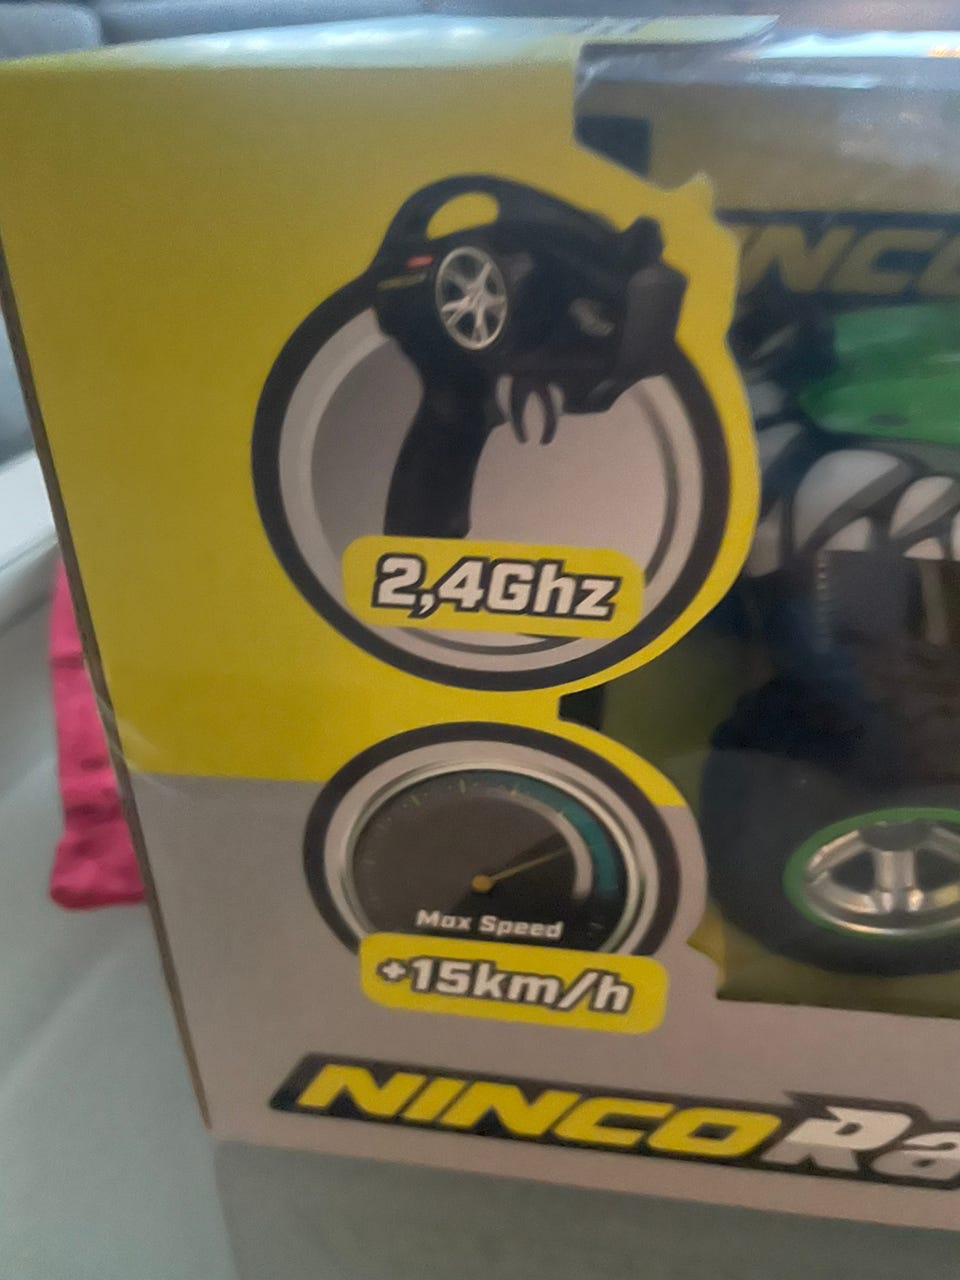 2,4Ghz
Max Speed
+15km/h
NINCO